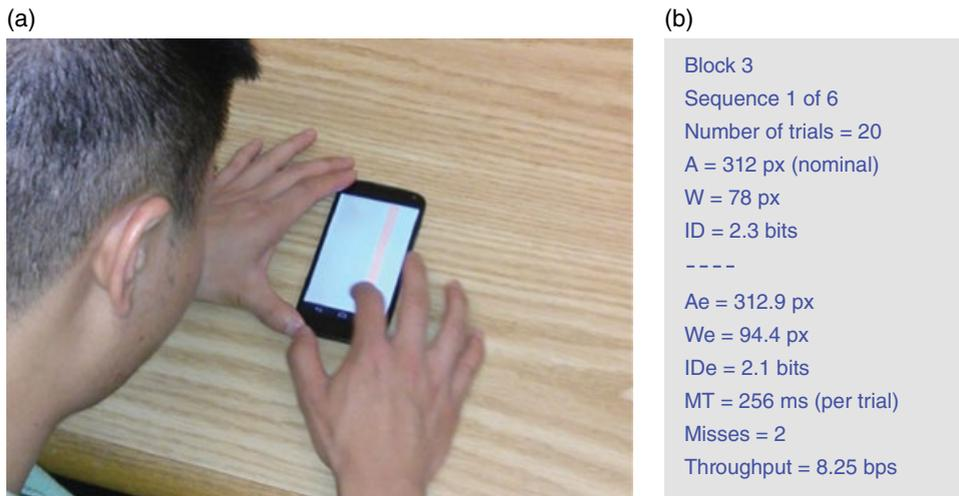 (a)
(b)
Block 3
Sequence 1 of 6
Number of trials = 20
A = 312 px (nominal)
W = 78 px
ID = 2.3 bits
----
Ae = 312.9 px
We = 94.4 px
IDe = 2.1 bits
MT = 256 ms (per trial)
Misses = 2
Throughput = 8.25 bps